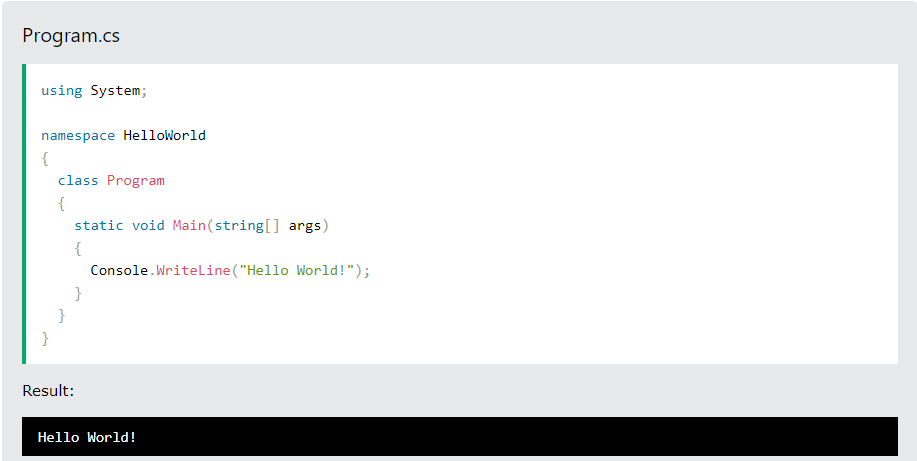 Program.cs
using System;
namespace HelloWorld
{
  class Program
  {
    static void Main(string[] args)
    {
      Console.WriteLine("Hello World!");
    }
  }
}
Result:
Hello World!